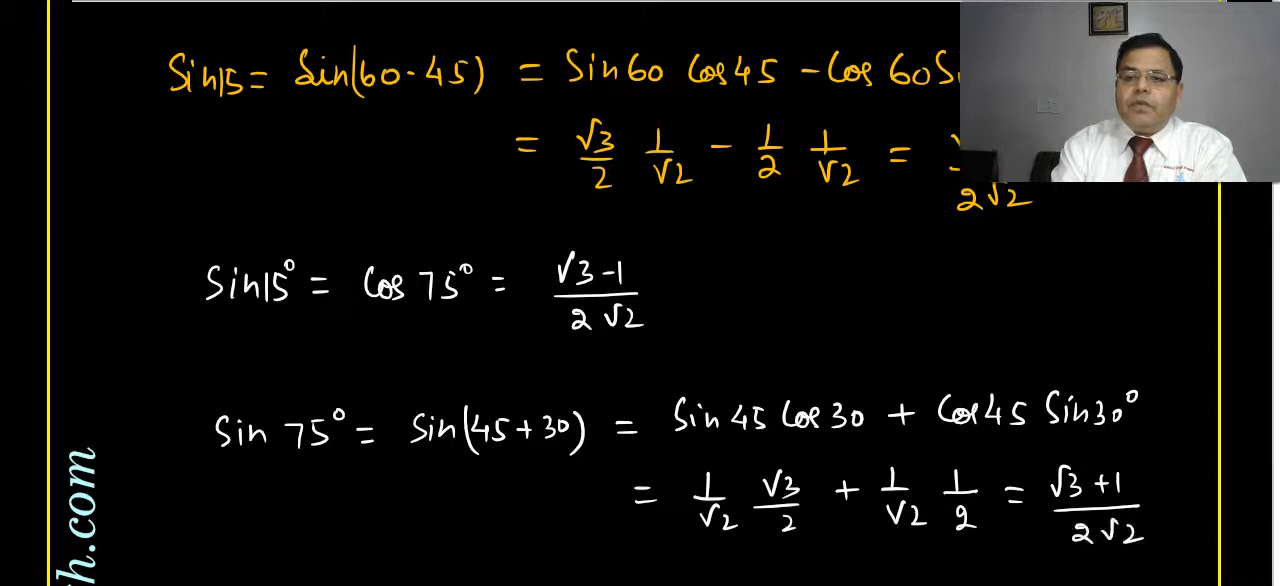 Sin15 = Sin(60-45) = Sin60 Cos45 - Cos 60
= √3/2 1/√2 - 1/2 1/√2 = 2√2
Sin15° = Cos 75° = √3-1 / 2√2
Sin 75° = Sin(45+30) = Sin 45 Cos 30 + Cos45 Sin30°
= 1/√2 √3/2 + 1/√2 1/2 = √3+1 / 2√2
h.com